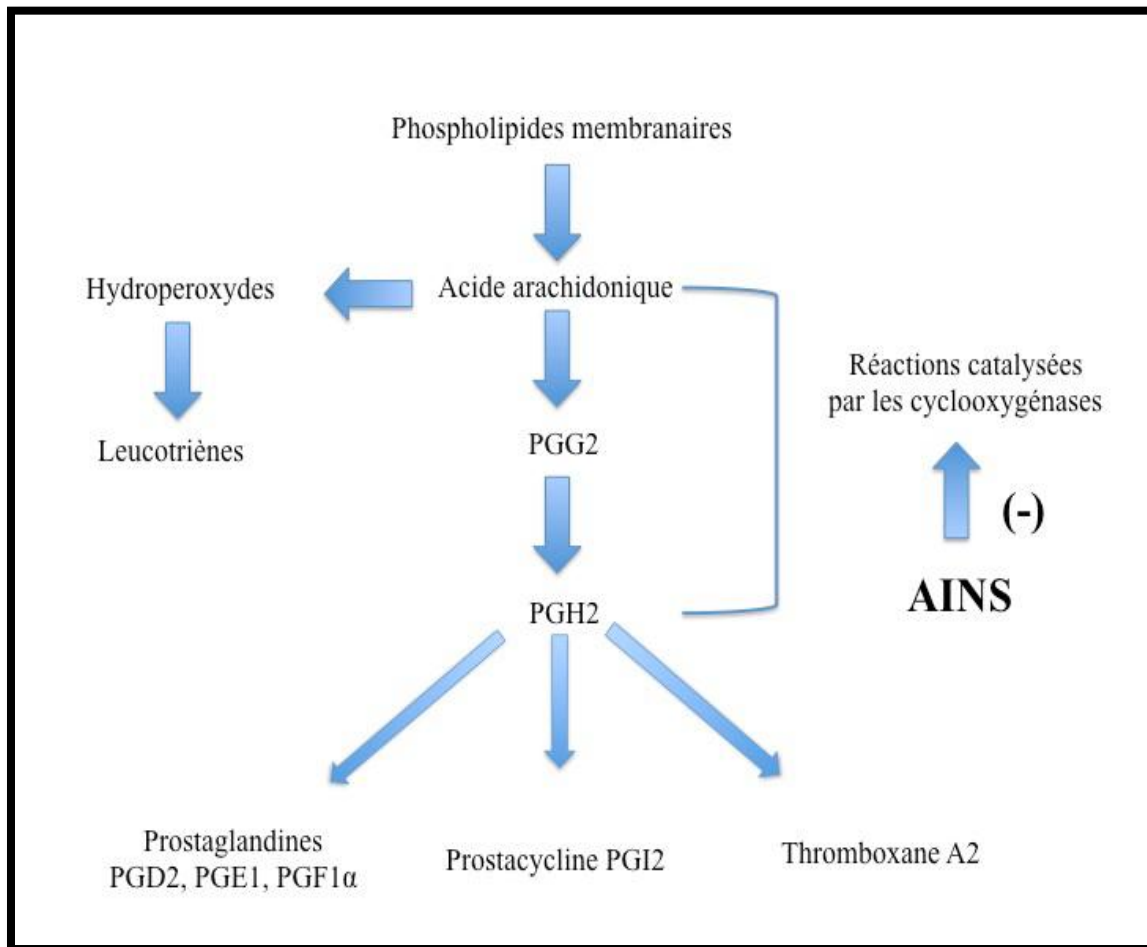 Phospholipides membranaires
Hydroperoxydes
Acide arachidonique
Réactions catalysées
par les cyclooxygénases
Leucotriènes
PGG2
(-)
AINS
PGH2
Prostaglandines
PGD2, PGE1, PGF1α
Prostacycline PGI2
Thromboxane A2